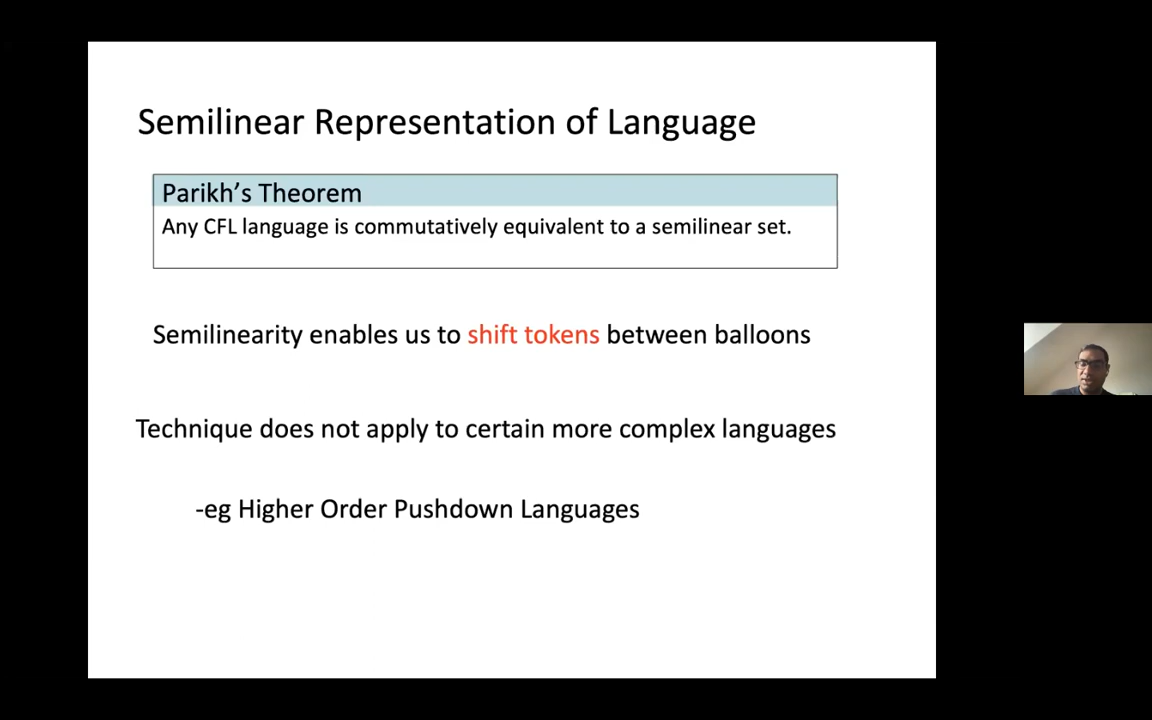 Semilinear Representation of Language
Parikh’s Theorem
Any CFL language is commutatively equivalent to a semilinear set.
Semilinearity enables us to shift tokens between balloons
Technique does not apply to certain more complex languages
-eg Higher Order Pushdown Languages